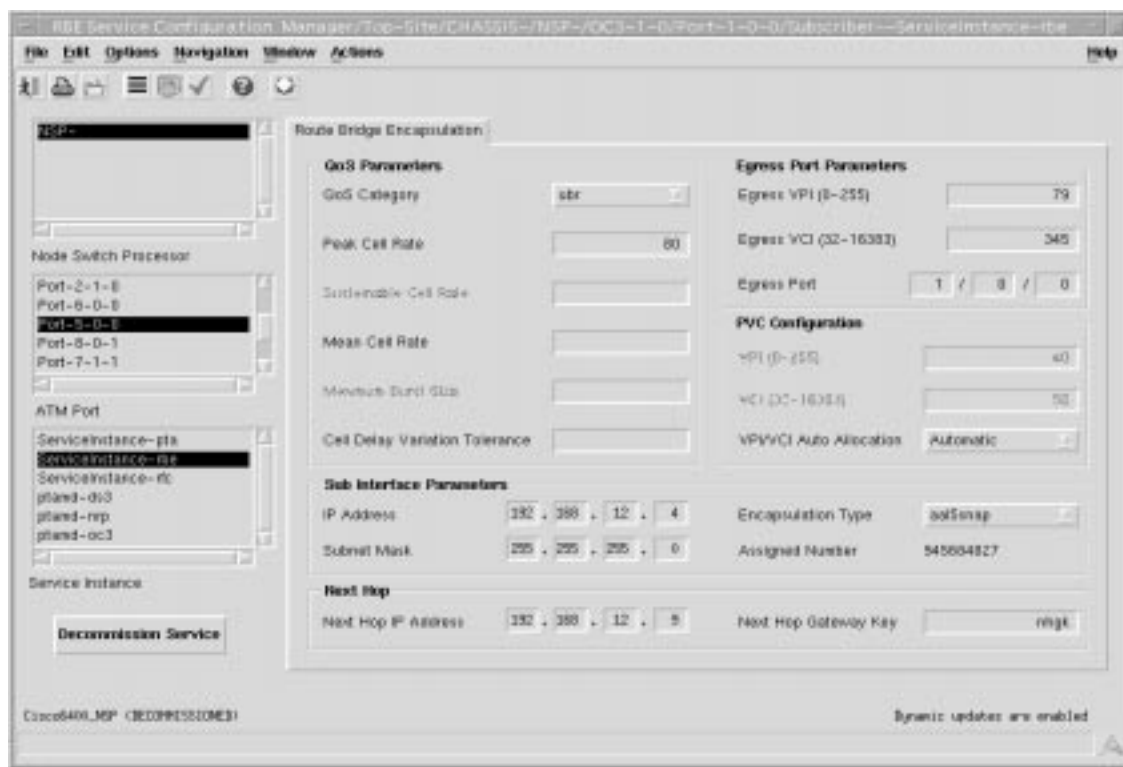 RBE Service Configuration Manager:/Top-Site/CHASSIS-/NSP-/OC3-1-0/Port-1-0-0/Subscriber--ServiceInstance-rbe
File Edit Options Navigation Window Actions Help
NSP-
Node Switch Processor
Port-2-1-0
Port-6-0-0
Port-5-0-0
Port-8-0-1
Port-7-1-1
ATM Port
ServiceInstance-pta
ServiceInstance-rbe
ServiceInstance-rfc
ptamd-ds3
ptamd-nrp
ptamd-oc3
Service Instance
Decommission Service
Route Bridge Encapsulation
QoS Parameters
QoS Category ubr
Peak Cell Rate 80
Sustainable Cell Rate
Mean Cell Rate
Minimum Burst Size
Cell Delay Variation Tolerance
Egress Port Parameters
Egress VPI (0-255) 79
Egress VCI (32-16383) 345
Egress Port 1 / 0 / 0
PVC Configuration
VPI (0-255) 40
VCI (32-16383) 50
VPI/VCI Auto Allocation Automatic
Sub Interface Parameters
IP Address 192 . 168 . 12 . 4
Subnet Mask 255 . 255 . 255 . 0
Encapsulation Type aal5snap
Assigned Number
Next Hop
Next Hop IP Address 192 . 168 . 12 . 9
Next Hop Gateway Key nhgk
Cisco6400_NSP (DECOMMISSIONED)
Dynamic updates are enabled